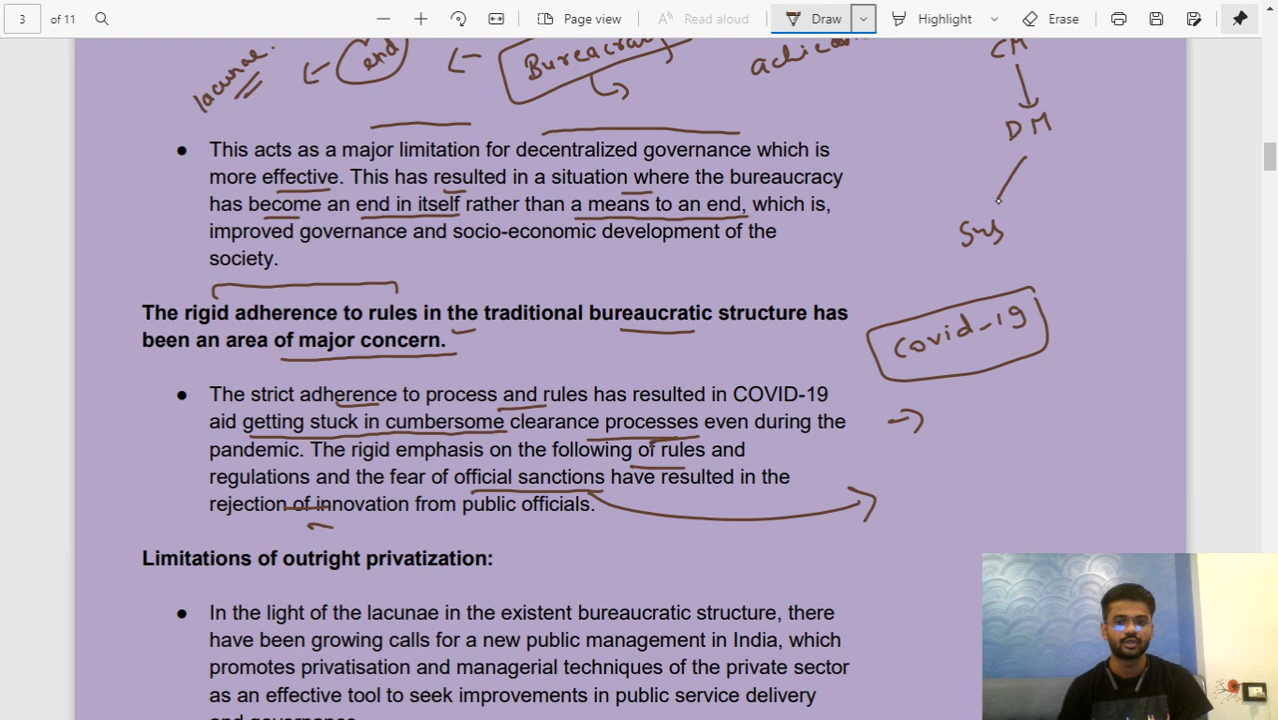 3 of 11 Page view Read aloud Draw Highlight Erase
lacunae.
end
Bureacracy
CM
DM
Sus
This acts as a major limitation for decentralized governance which is
more effective. This has resulted in a situation where the bureaucracy
has become an end in itself rather than a means to an end, which is,
improved governance and socio-economic development of the
society.
The rigid adherence to rules in the traditional bureaucratic structure has
been an area of major concern.
Covid-19
The strict adherence to process and rules has resulted in COVID-19
aid getting stuck in cumbersome clearance processes even during the
pandemic. The rigid emphasis on the following of rules and
regulations and the fear of official sanctions have resulted in the
rejection of innovation from public officials.
Limitations of outright privatization:
In the light of the lacunae in the existent bureaucratic structure, there
have been growing calls for a new public management in India, which
promotes privatisation and managerial techniques of the private sector
as an effective tool to seek improvements in public service delivery
and governance.